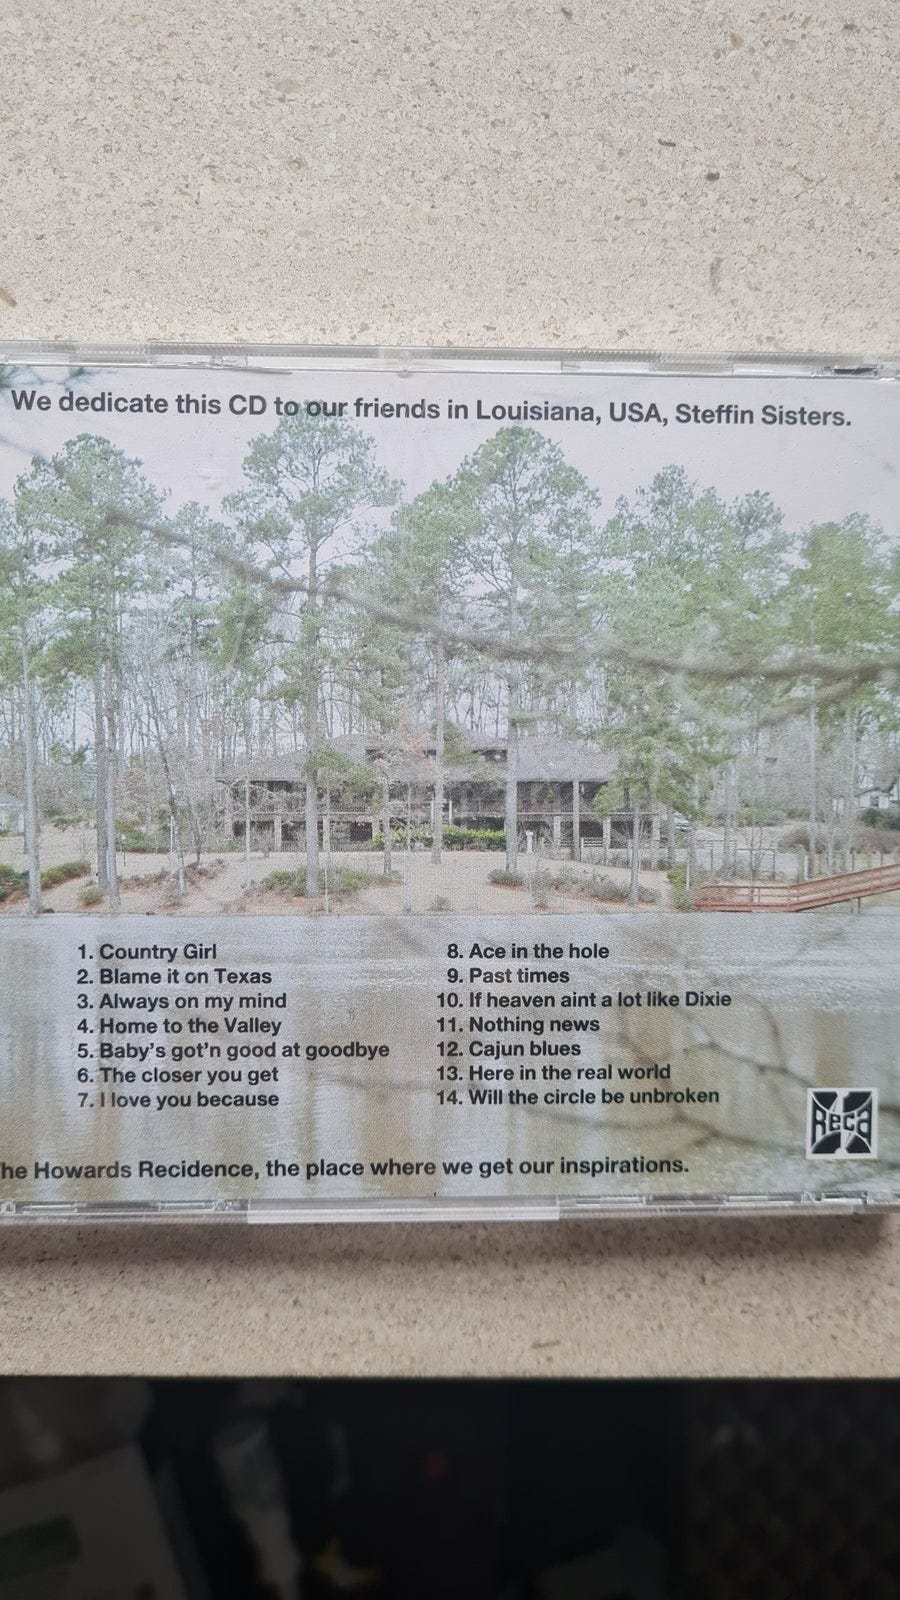 We dedicate this CD to our friends in Louisiana, USA, Steffin Sisters.
1. Country Girl
2. Blame it on Texas
3. Always on my mind
4. Home to the Valley
5. Baby's got'n good at goodbye
6. The closer you get
7. I love you because
8. Ace in the hole
9. Past times
10. If heaven aint a lot like Dixie
11. Nothing news
12. Cajun blues
13. Here in the real world
14. Will the circle be unbroken
Reca
he Howards Recidence, the place where we get our inspirations.